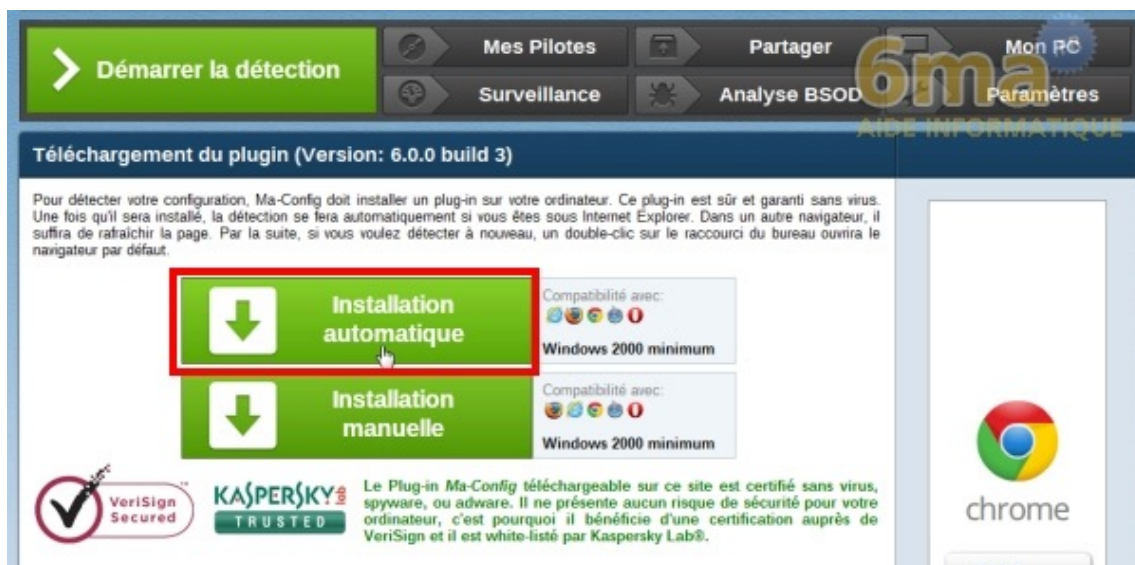 Démarrer la détection
Mes Pilotes
Partager
Mon PC
Surveillance
Analyse BSOD
Paramètres
6ma
AIDE INFORMATIQUE
Téléchargement du plugin (Version: 6.0.0 build 3)
Pour détecter votre configuration, Ma-Config doit installer un plug-in sur votre ordinateur. Ce plug-in est sûr et garanti sans virus.
Une fois qu'il sera installé, la détection se fera automatiquement si vous êtes sous Internet Explorer. Dans un autre navigateur, il
suffira de rafraîchir la page. Par la suite, si vous voulez détecter à nouveau, un double-clic sur le raccourci du bureau ouvrira le
navigateur par défaut.
Installation
automatique
Compatibilité avec:
Windows 2000 minimum
Installation
manuelle
Compatibilité avec:
Windows 2000 minimum
VeriSign
Secured
KASPERSKY lab
TRUSTED
Le Plug-in Ma-Config téléchargeable sur ce site est certifié sans virus,
spyware, ou adware. Il ne présente aucun risque de sécurité pour votre
ordinateur, c'est pourquoi il bénéficie d'une certification auprès de
VeriSign et il est white-listé par Kaspersky Lab®.
chrome